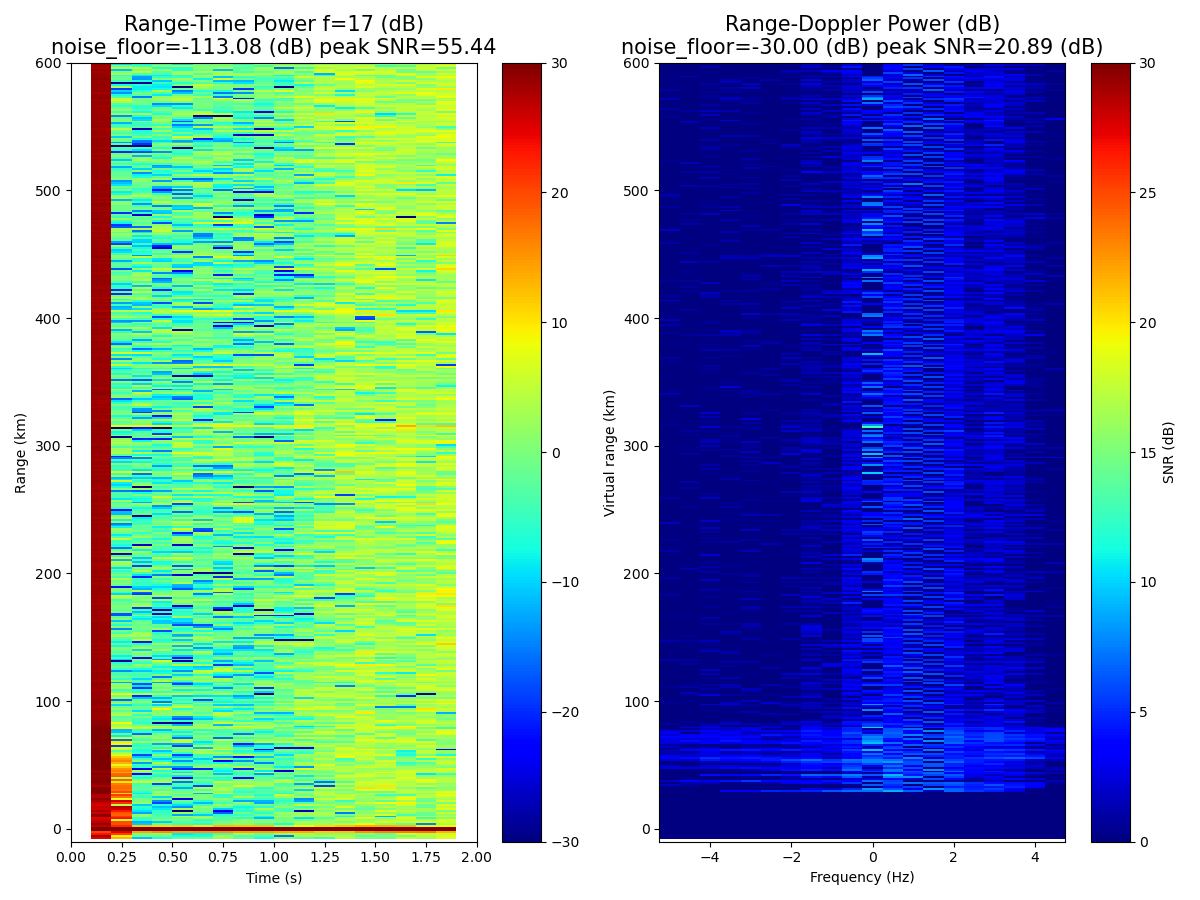 Range-Time Power f=17 (dB)
noise_floor=-113.08 (dB) peak SNR=55.44
600
500
400
300
200
100
0
Range (km)
0.00 0.25 0.50 0.75 1.00 1.25 1.50 1.75 2.00
Time (s)
30
20
10
0
−10
−20
−30
Range-Doppler Power (dB)
noise_floor=-30.00 (dB) peak SNR=20.89 (dB)
600
500
400
300
200
100
0
Virtual range (km)
−4 −2 0 2 4
Frequency (Hz)
30
25
20
15
10
5
0
SNR (dB)